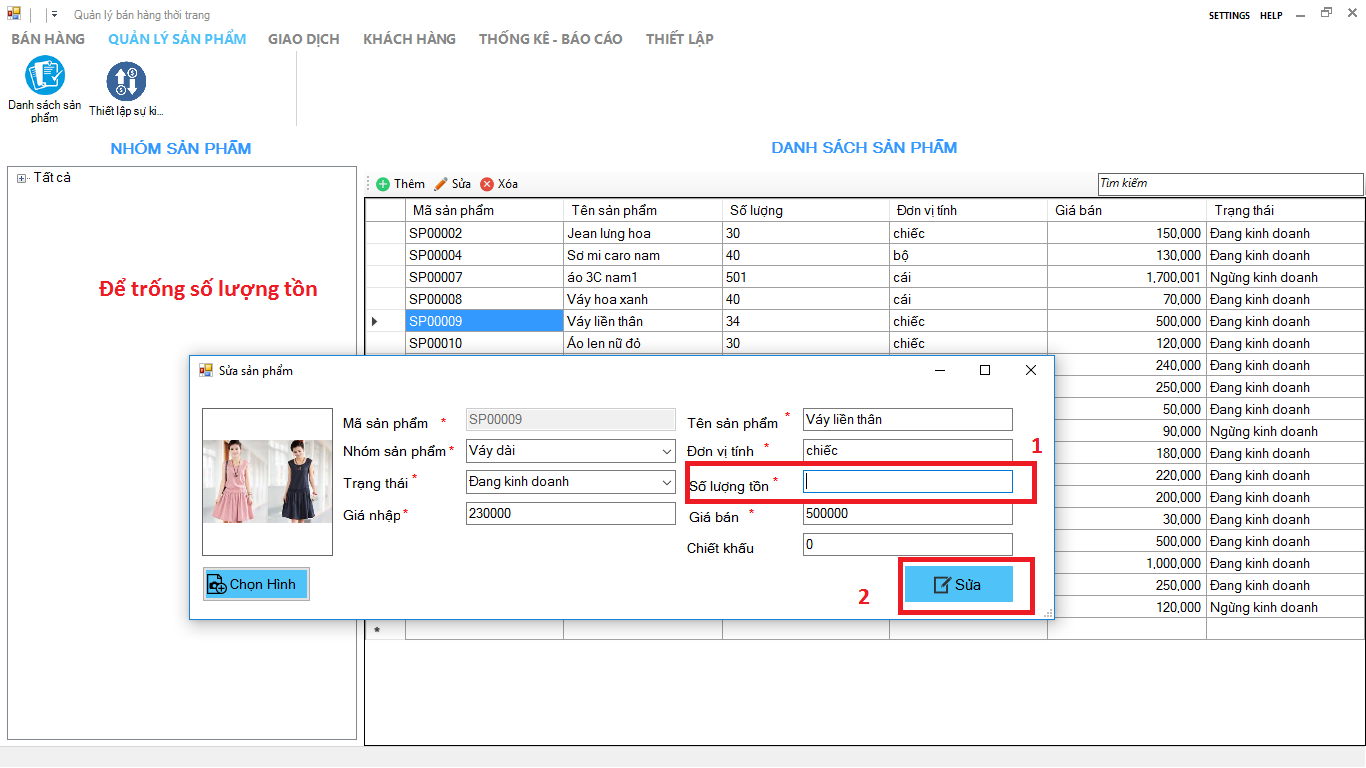 Quản lý bán hàng thời trang
SETTINGS HELP
BÁN HÀNG QUẢN LÝ SẢN PHẨM GIAO DỊCH KHÁCH HÀNG THỐNG KÊ - BÁO CÁO THIẾT LẬP
Danh sách sản phẩm
Thiết lập sự ki...
NHÓM SẢN PHẨM
DANH SÁCH SẢN PHẨM
Tất cả
Để trống số lượng tồn
Thêm Sửa Xóa
Tìm kiếm
Mã sản phẩm Tên sản phẩm Số lượng Đơn vị tính Giá bán Trạng thái
SP00002 Jean lưng hoa 30 chiếc 150,000 Đang kinh doanh
SP00004 Sơ mi caro nam 40 bộ 130,000 Đang kinh doanh
SP00007 áo 3C nam1 501 cái 1,700,001 Ngừng kinh doanh
SP00008 Váy hoa xanh 40 cái 70,000 Đang kinh doanh
SP00009 Váy liền thân 34 chiếc 500,000 Đang kinh doanh
SP00010 Áo len nữ đỏ 30 chiếc 120,000 Đang kinh doanh
240,000 Đang kinh doanh
250,000 Đang kinh doanh
50,000 Đang kinh doanh
90,000 Ngừng kinh doanh
180,000 Đang kinh doanh
220,000 Đang kinh doanh
200,000 Đang kinh doanh
30,000 Đang kinh doanh
500,000 Đang kinh doanh
1,000,000 Đang kinh doanh
250,000 Đang kinh doanh
120,000 Ngừng kinh doanh
*
Sửa sản phẩm
Mã sản phẩm * SP00009
Tên sản phẩm * Váy liền thân
Nhóm sản phẩm * Váy dài
Đơn vị tính * chiếc
1
Trạng thái * Đang kinh doanh
Số lượng tồn *
Giá nhập * 230000
Giá bán * 500000
Chiết khấu 0
Chọn Hình
2
Sửa